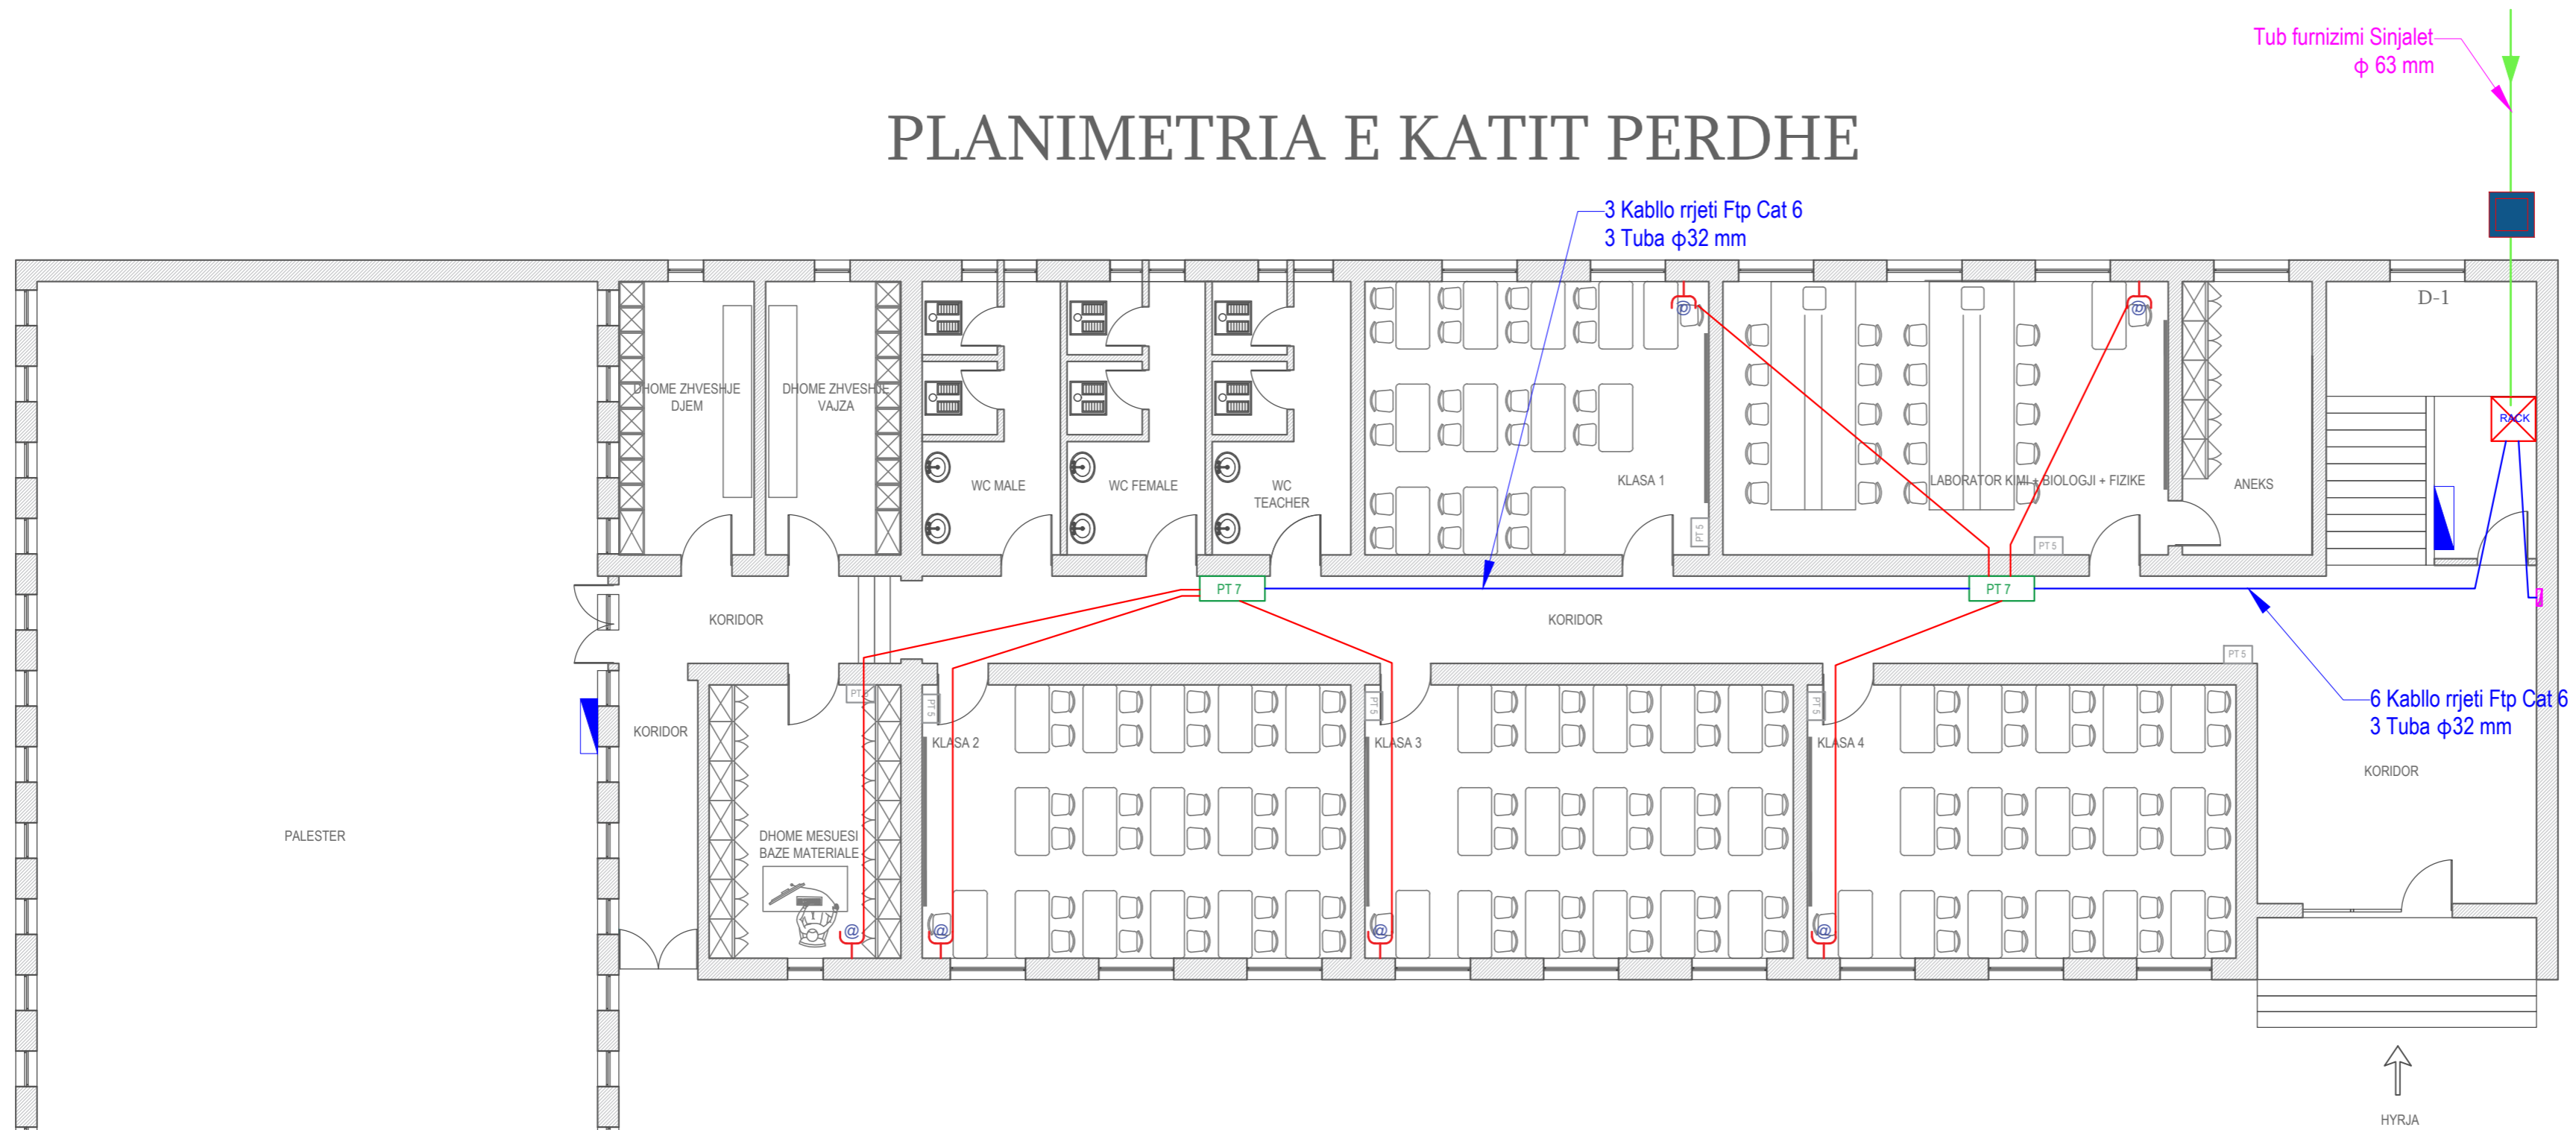 Tub furnizimi Sinjalet
ф 63 mm
PLANIMETRIA E KATIT PERDHE
3 Kabllo rrjeti Ftp Cat 6
3 Tuba ф32 mm
D-1
DHOME ZHVESHJE
DJEM
DHOME ZHVESHJE
VAJZA
RACK
WC MALE
WC FEMALE
WC
TEACHER
KLASA 1
LABORATOR KIMI + BIOLOGJI + FIZIKE
ANEKS
@
@
PT 5
PT 5
PT 7
PT 7
KORIDOR
KORIDOR
PT 5
PT 5
PT 5
PT 5
6 Kabllo rrjeti Ftp Cat 6
3 Tuba ф32 mm
KORIDOR
KLASA 2
KLASA 3
KLASA 4
KORIDOR
PALESTER
DHOME MESUESI
BAZE MATERIALE
@
@
@
@
HYRJA